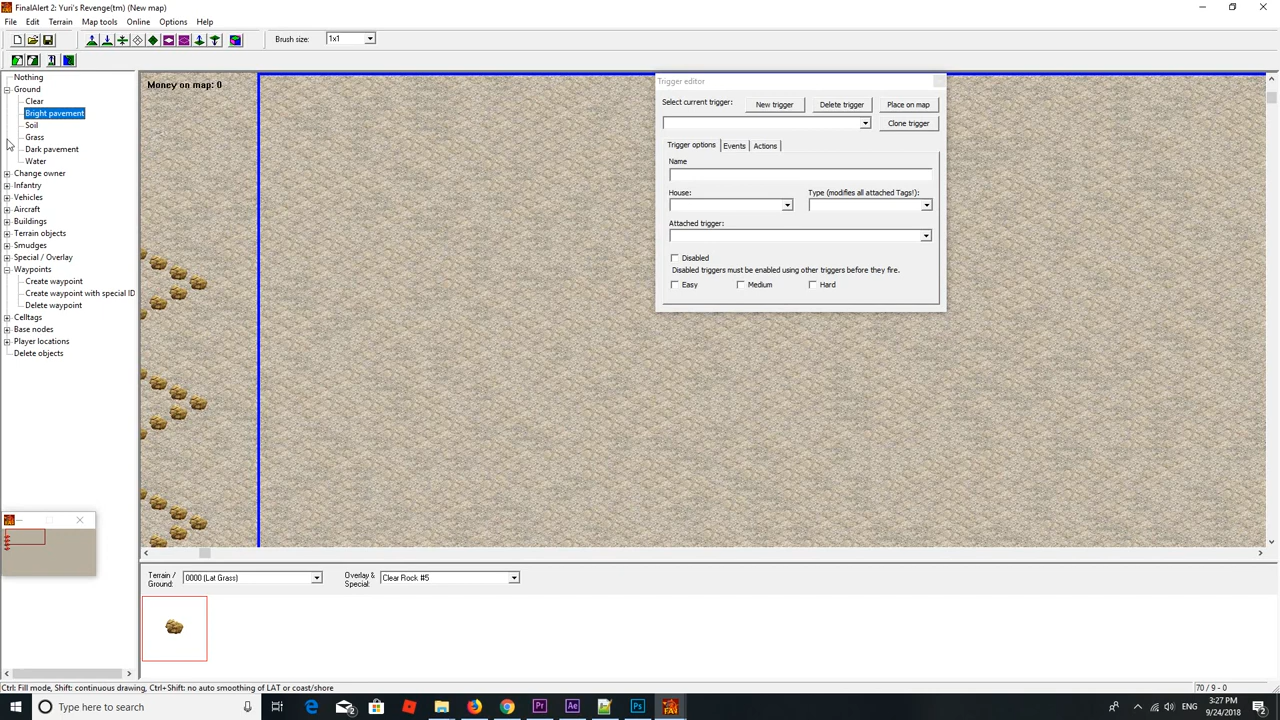 FinalAlert 2: Yuri's Revenge(tm) (New map)
File Edit Terrain Map tools Online Options Help
Brush size: 1x1
Nothing
Ground
Clear
Bright pavement
Soil
Grass
Dark pavement
Water
Change owner
Infantry
Vehicles
Aircraft
Buildings
Terrain objects
Smudges
Special / Overlay
Waypoints
Create waypoint
Create waypoint with special ID
Delete waypoint
Celltags
Base nodes
Player locations
Delete objects
Money on map: 0
Trigger editor
Select current trigger: New trigger Delete trigger Place on map
Clone trigger
Trigger options Events Actions
Name
House: Type (modifies all attached Tags!):
Attached trigger:
Disabled
Disabled triggers must be enabled using other triggers before they fire.
Easy Medium Hard
Terrain / Ground: 0000 (Lat Grass) Overlay & Special: Clear Rock #5
Ctrl: Fill mode, Shift: continuous drawing, Ctrl+Shift: no auto smoothing of LAT or coast/shore
70 / 9 - 0
Type here to search
ENG
3:27 PM
9/24/2018